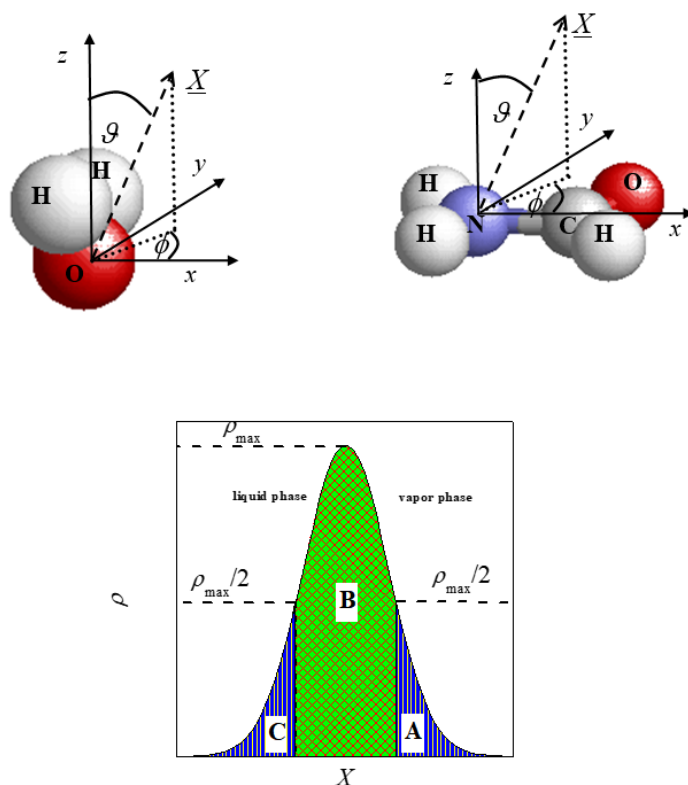 z
X
ϑ
y
H
H
O
ϕ
x
X
z
ϑ
y
H
O
ϕ
N
C
H
H
x
ρmax
liquid phase
vapor phase
ρmax/2
ρmax/2
ρ
B
C
A
X